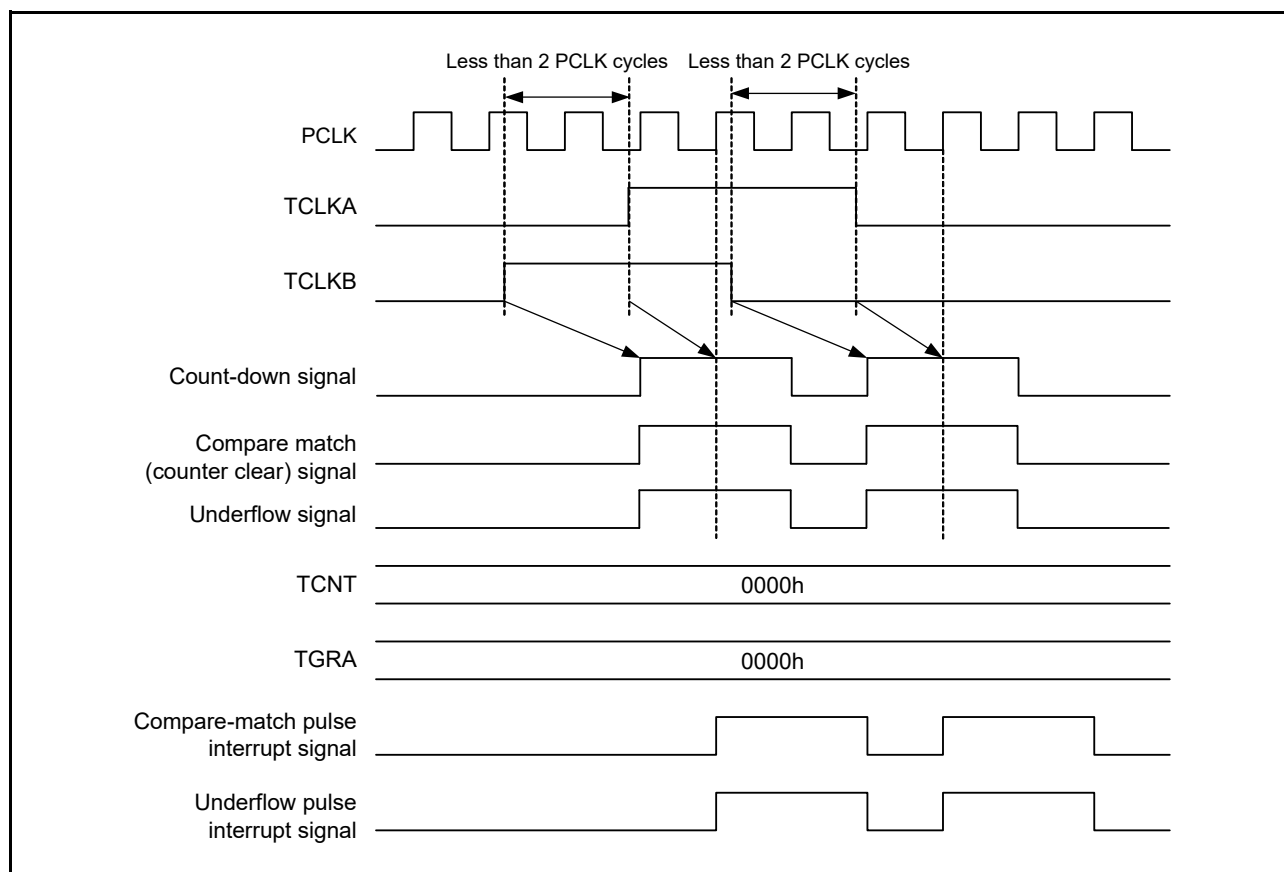 Less than 2 PCLK cycles Less than 2 PCLK cycles
PCLK
TCLKA
TCLKB
Count-down signal
Compare match
(counter clear) signal
Underflow signal
TCNT 0000h
TGRA 0000h
Compare-match pulse
interrupt signal
Underflow pulse
interrupt signal